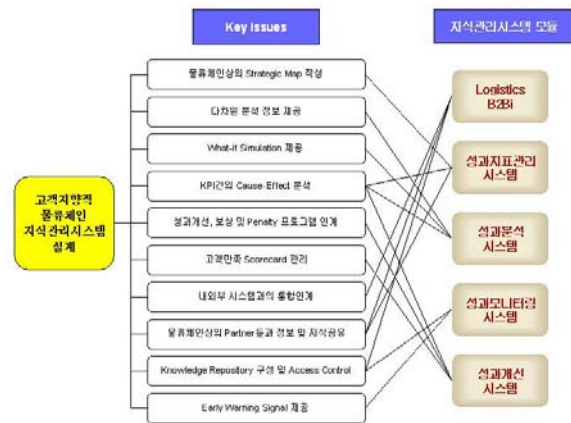 Key Issues
지식관리시스템 모듈
고객지향적
물류체인
지식관리시스템
설계
물류체인상의 Strategic Map 작성
다차원 분석 정보 제공
What-if Simulation 제공
KPI간의 Cause-Effect 분석
성과개선, 보상 및 Penalty 프로그램 연계
고객만족 Scorecard 관리
내외부 시스템과의 통합연계
물류체인상의 Partner들과 정보 및 지식공유
Knowledge Repository 구성 및 Access Control
Early Warning Signal 제공
Logistics
B2Bi
성과지표관리
시스템
성과분석
시스템
성과모니터링
시스템
성과개선
시스템